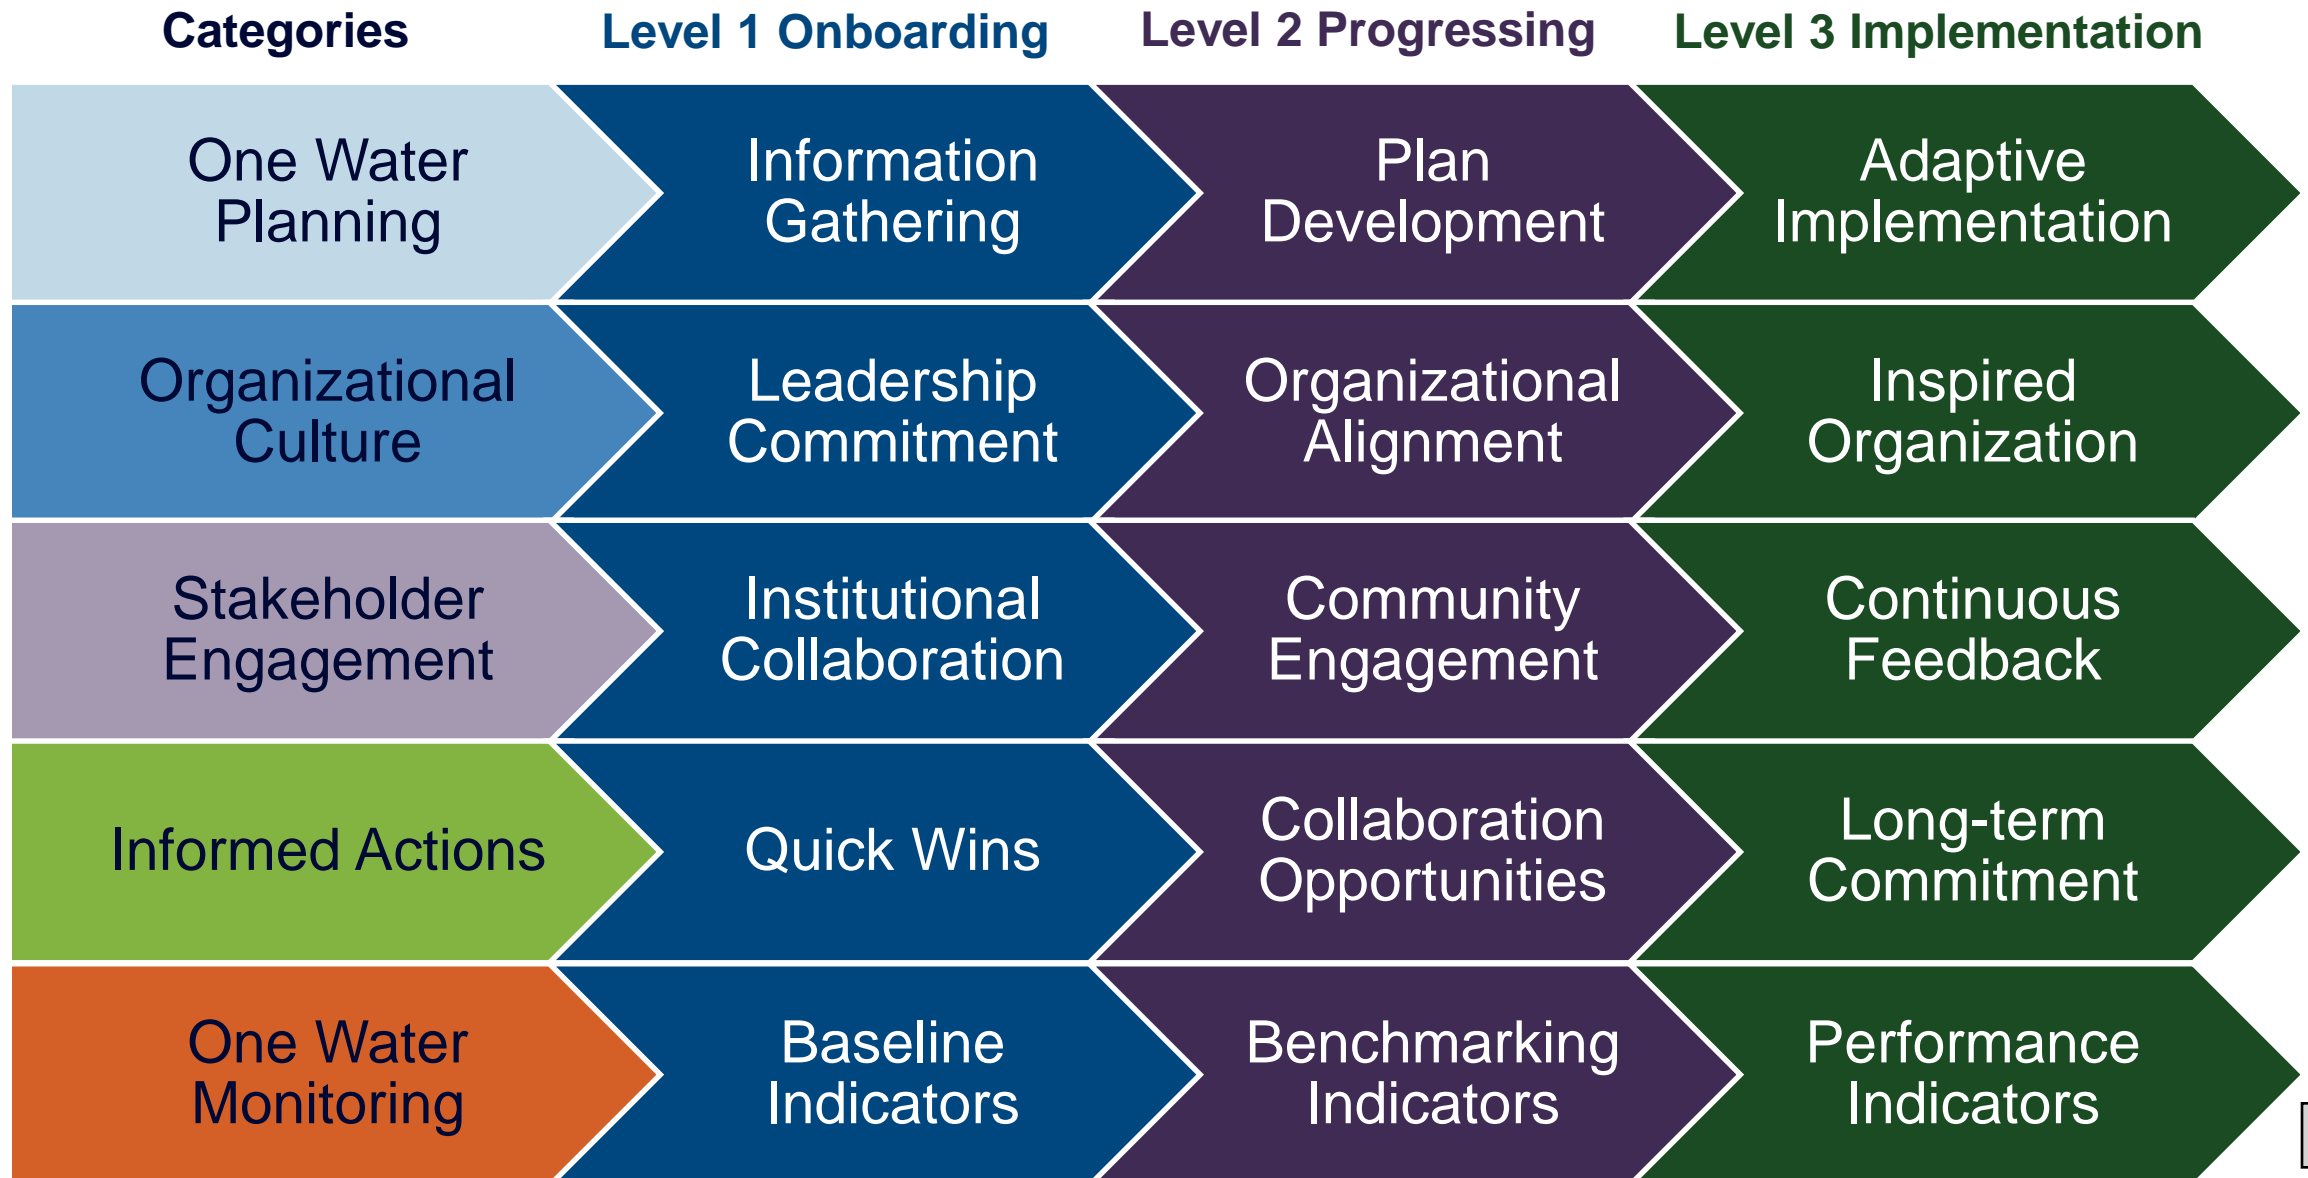 Categories
Level 1 Onboarding
Level 2 Progressing
Level 3 Implementation
One Water
Planning
Information
Gathering
Plan
Development
Adaptive
Implementation
Organizational
Culture
Leadership
Commitment
Organizational
Alignment
Inspired
Organization
Stakeholder
Engagement
Institutional
Collaboration
Community
Engagement
Continuous
Feedback
Informed Actions
Quick Wins
Collaboration
Opportunities
Long-term
Commitment
One Water
Monitoring
Baseline
Indicators
Benchmarking
Indicators
Performance
Indicators